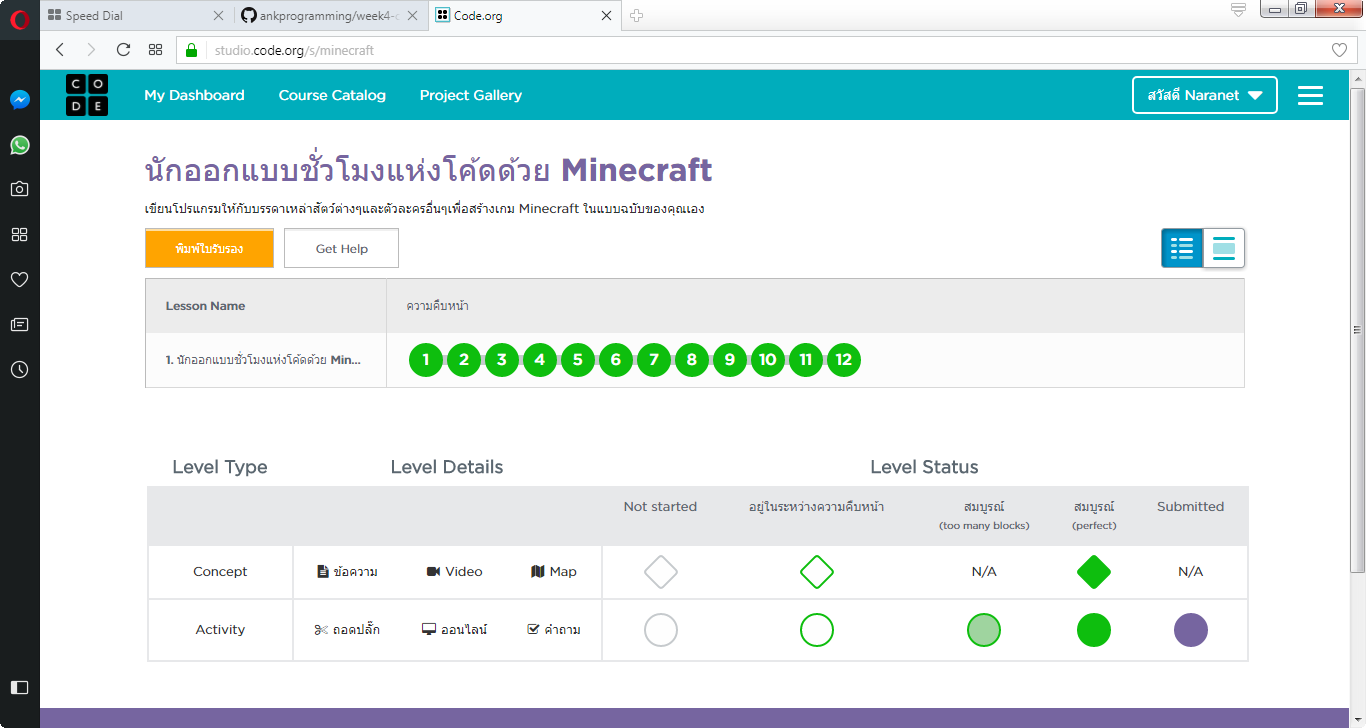 Speed Dial
ankprogramming/week4-c
Code.org
studio.code.org/s/minecraft
C O
D E
My Dashboard
Course Catalog
Project Gallery
สวัสดี Naranet
นักออกแบบชั่วโมงแห่งโค้ดด้วย Minecraft
เขียนโปรแกรมให้กับบรรดาเหล่าสัตว์ต่างๆและตัวละครอื่นๆเพื่อสร้างเกม Minecraft ในแบบฉบับของคุณเอง
พิมพ์ใบรับรอง
Get Help
Lesson Name
ความคืบหน้า
1. นักออกแบบชั่วโมงแห่งโค้ดด้วย Min...
1 2 3 4 5 6 7 8 9 10 11 12
Level Type
Level Details
Level Status
Not started
อยู่ในระหว่างความคืบหน้า
สมบูรณ์
(too many blocks)
สมบูรณ์
(perfect)
Submitted
Concept
ข้อความ
Video
Map
N/A
N/A
Activity
ถอดปลั๊ก
ออนไลน์
คำถาม